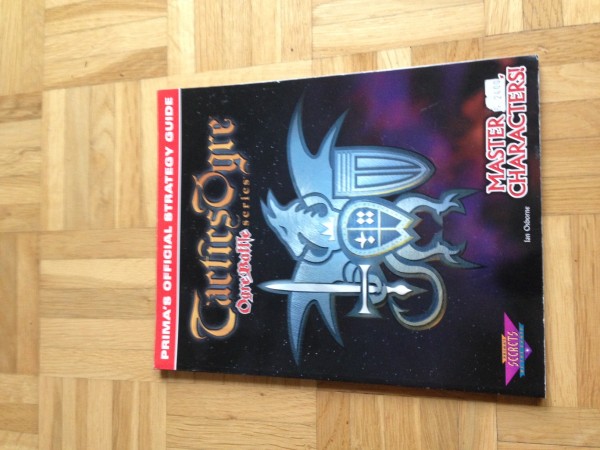 PRIMA'S OFFICIAL STRATEGY GUIDE
Tactics Ogre
Ogre Battle
series
MASTER
CHARACTERS!
Ian Osborne
SECRETS